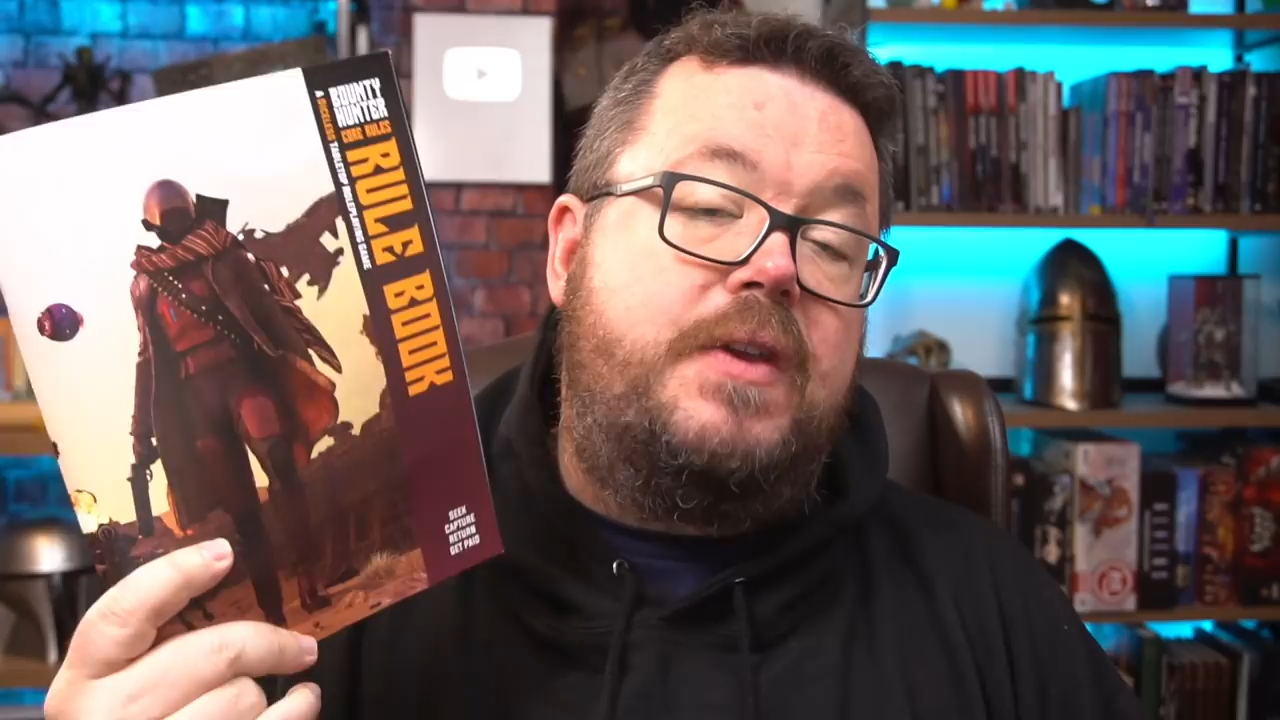 BOUNTY
HUNTER
CORE RULES
RULE BOOK
A DICELESS TABLETOP ROLEPLAYING GAME
SEEK
CAPTURE
RETURN
GET PAID